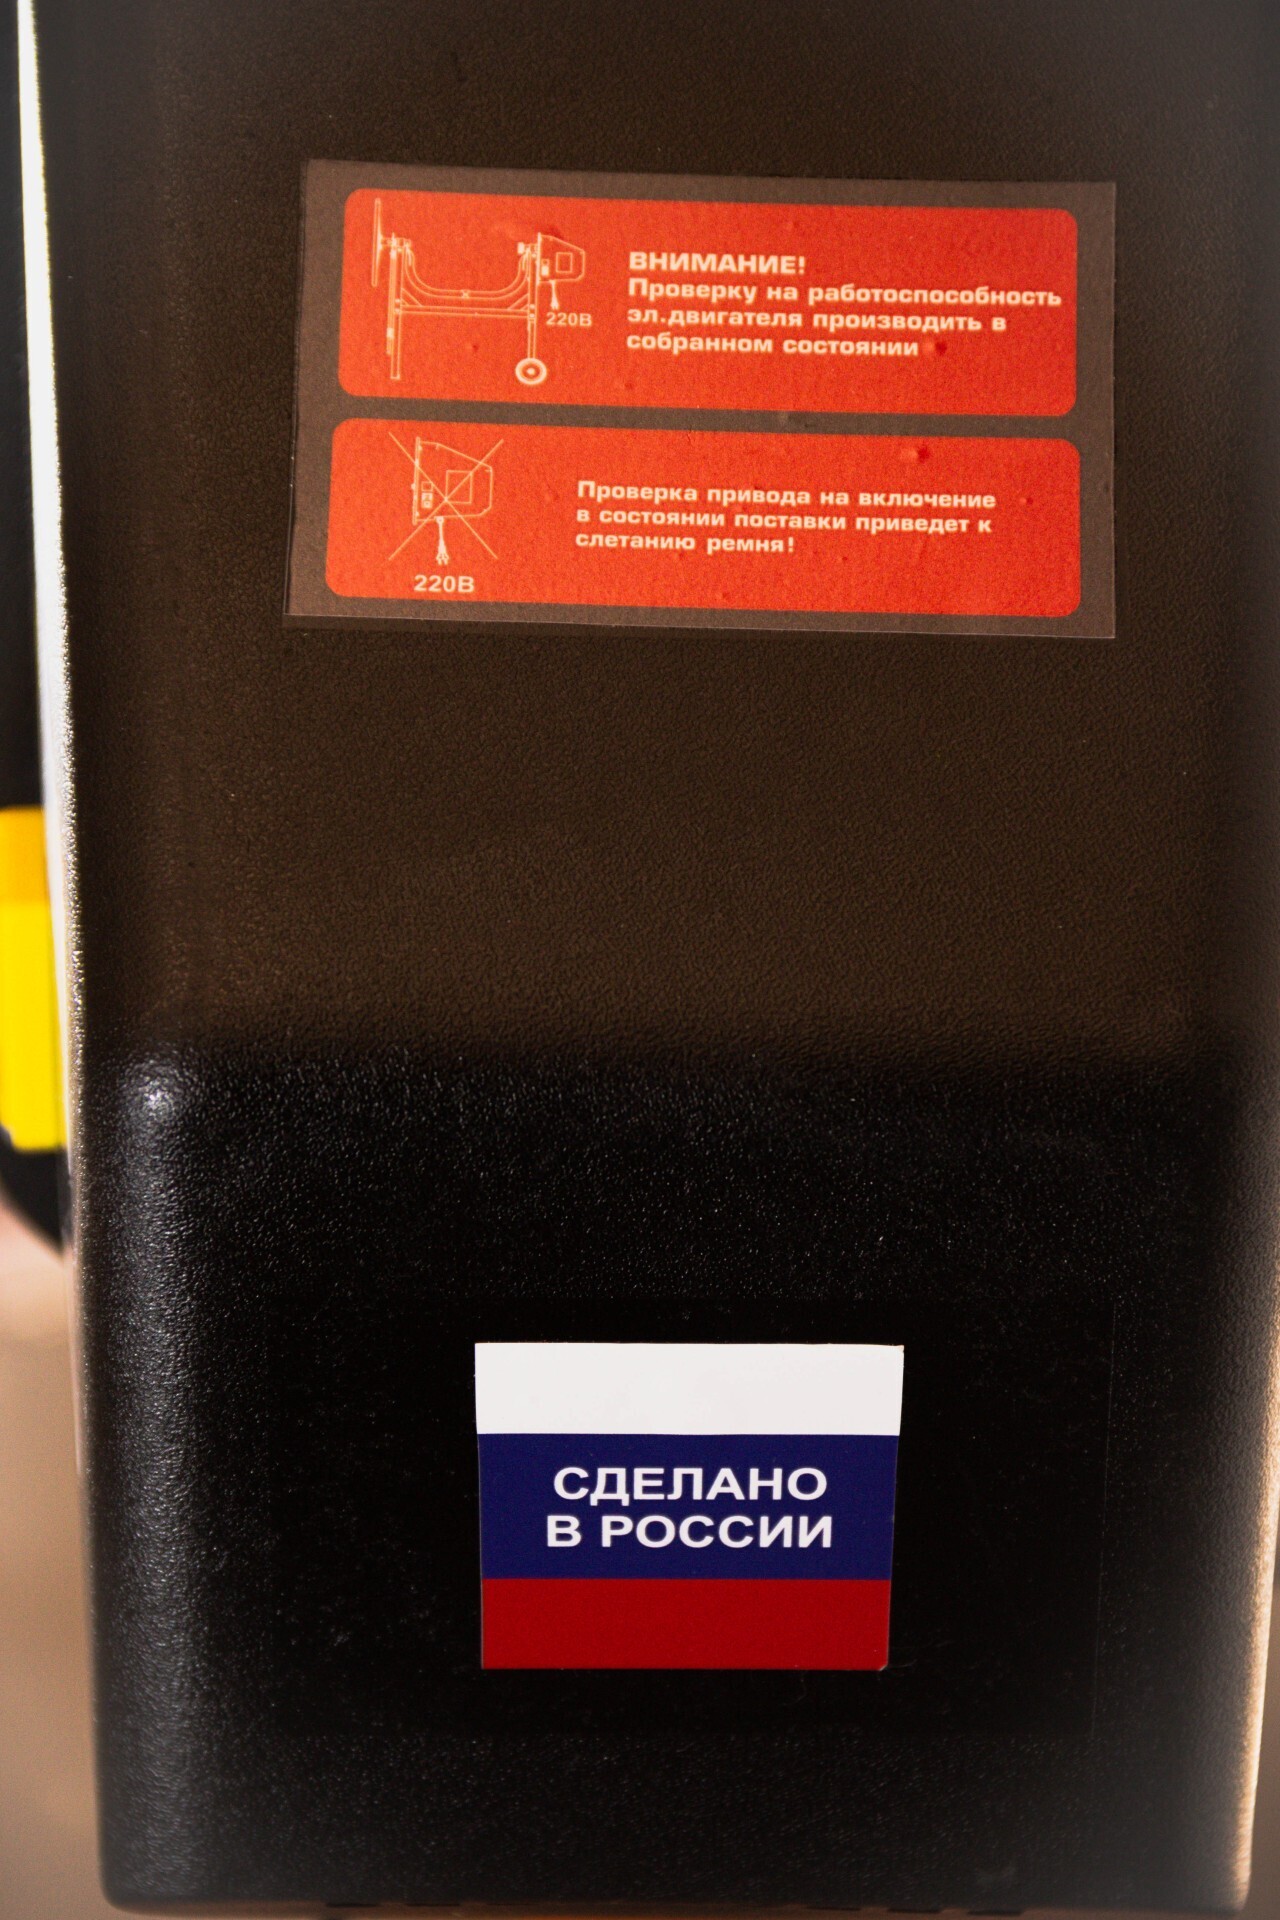 ВНИМАНИЕ!
Проверку на работоспособность
эл.двигателя производить в
собранном состоянии
220В
Проверка привода на включение
в состоянии поставки приведет к
слетанию ремня!
220В
СДЕЛАНО
В РОССИИ